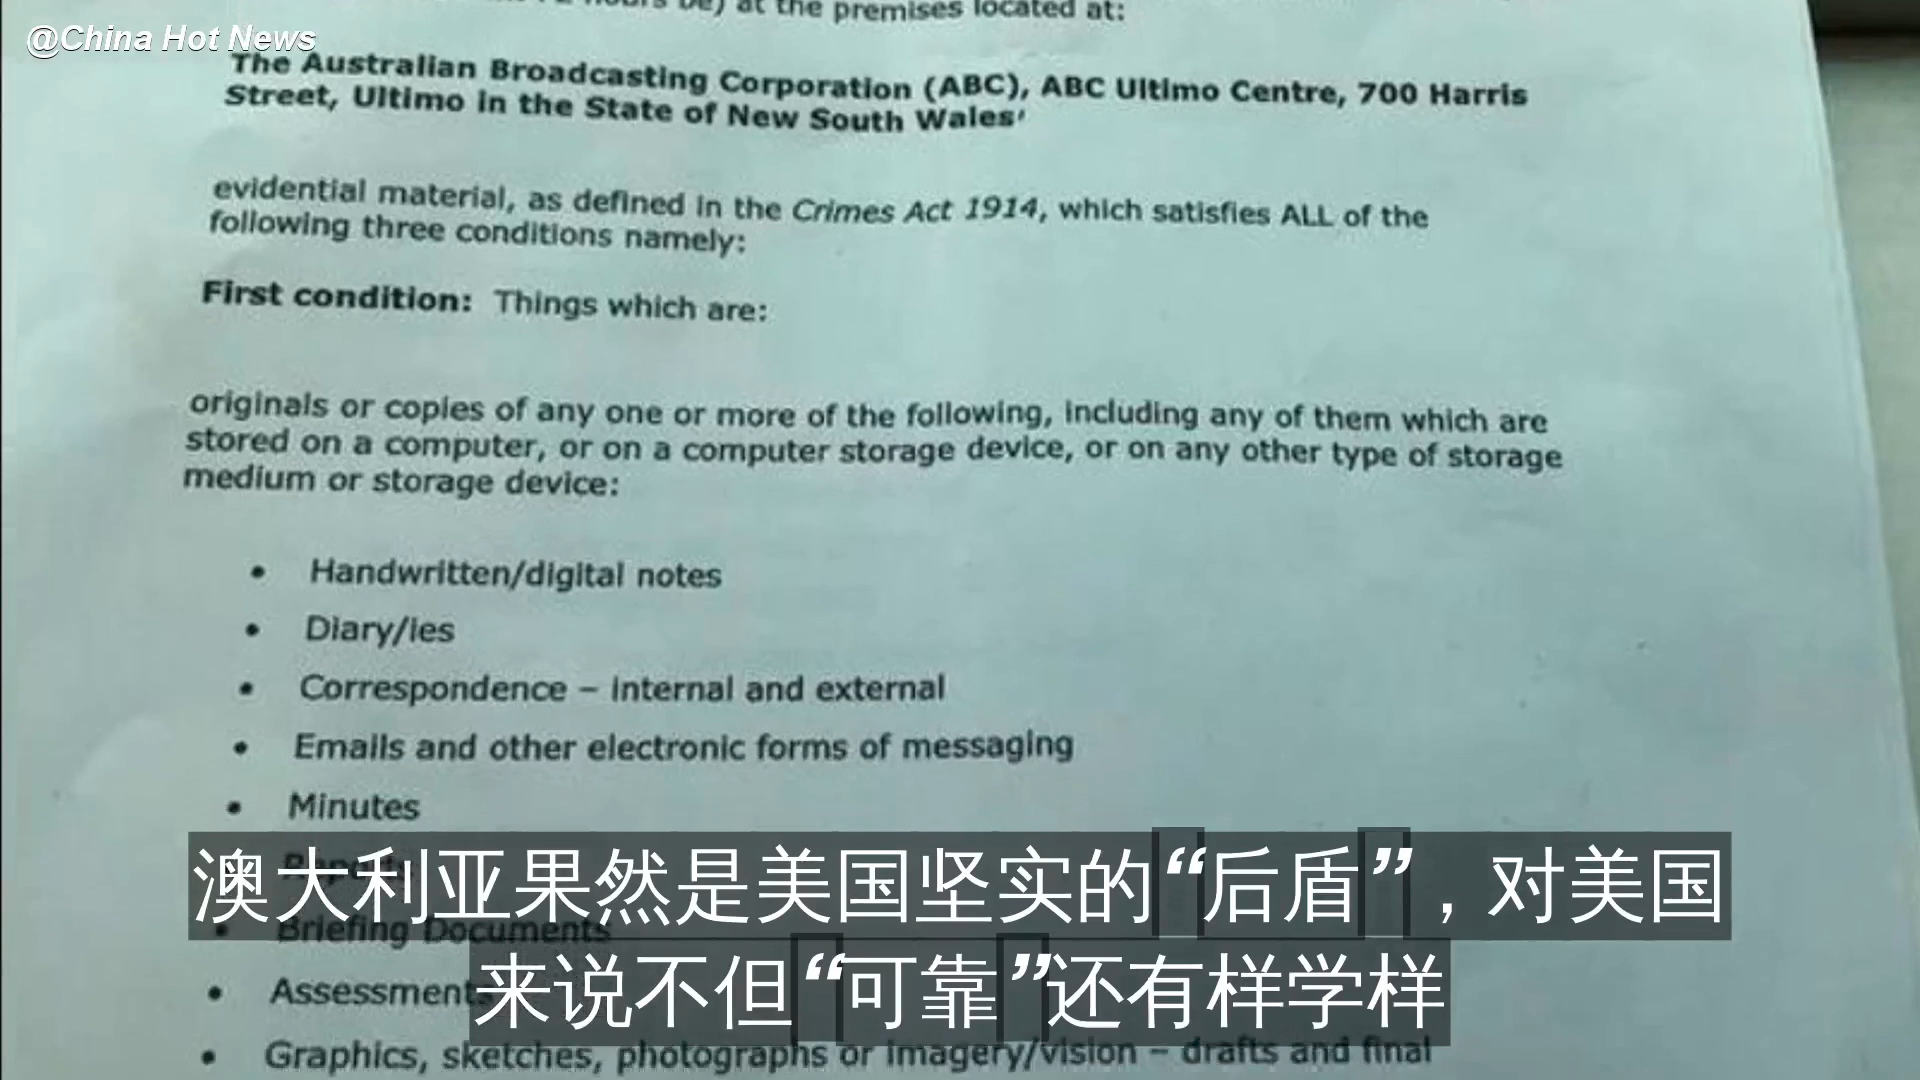 @China Hot News
at the premises located at:
The Australian Broadcasting Corporation (ABC), ABC Ultimo Centre, 700 Harris
Street, Ultimo in the State of New South Wales'
evidential material, as defined in the Crimes Act 1914, which satisfies ALL of the
following three conditions namely:
First condition: Things which are:
originals or copies of any one or more of the following, including any of them which are
stored on a computer, or on a computer storage device, or on any other type of storage
medium or storage device:
• Handwritten/digital notes
• Diary/ies
• Correspondence – internal and external
• Emails and other electronic forms of messaging
• Minutes
• Reports
澳大利亚果然是美国坚实的“后盾”，对美国
• Briefing Documents
来说不但“可靠”还有样学样
• Assessments
• Graphics, sketches, photographs or imagery/vision – drafts and final